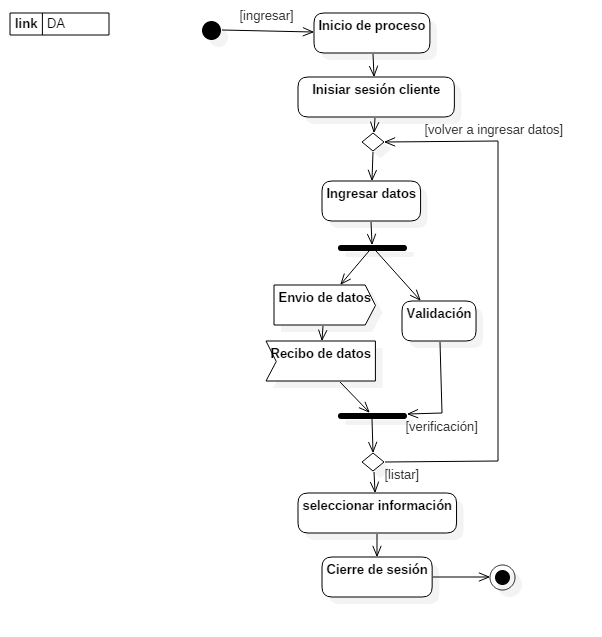 link DA
[ingresar]
Inicio de proceso
Inisiar sesión cliente
[volver a ingresar datos]
Ingresar datos
Envio de datos
Validación
Recibo de datos
[verificación]
[listar]
seleccionar información
Cierre de sesión